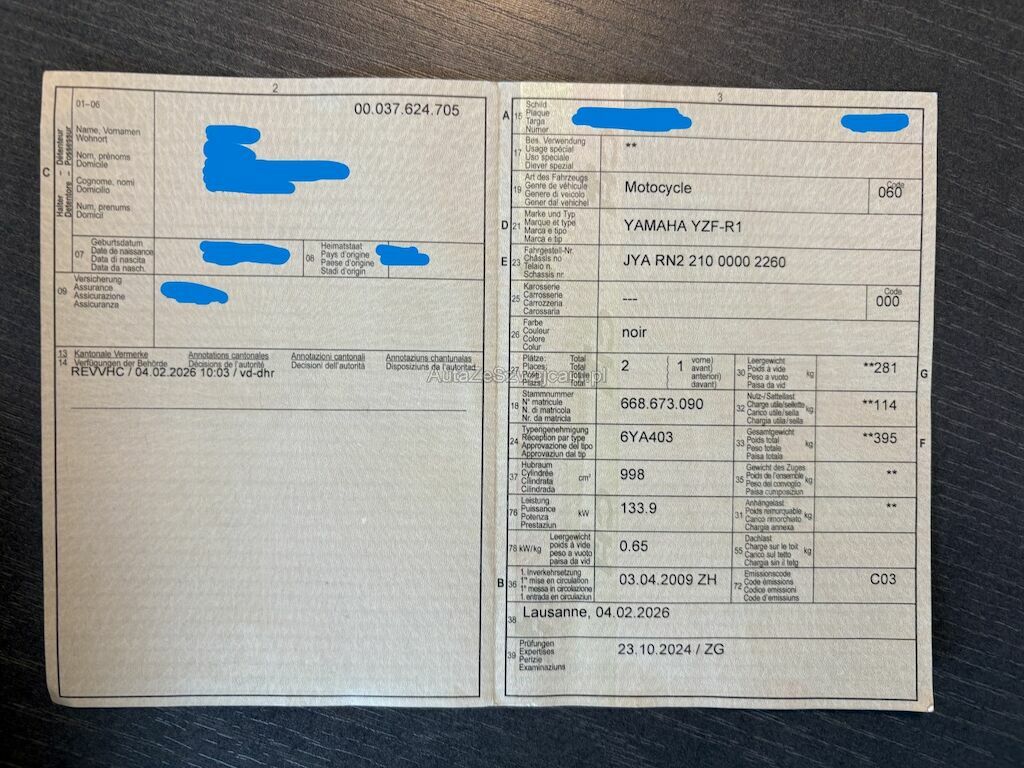 2
01-06
00.037.624.705
C
Halter - Détenteur
Detentore - Possessur
Name, Vornamen
Wohnort
Nom, prénoms
Domicile
Cognome, nomi
Domicilio
Num, prenums
Domicil
07
Geburtsdatum
Date de naissance
Data di nascita
Data da nasch.
08
Heimatstaat
Pays d'origine
Paese d'origine
Stadi d'origin
09
Versicherung
Assurance
Assicurazione
Assicuranza
13 Kantonale Vermerke Annotations cantonales Annotazioni cantonali Annotaziuns chantunalas
14 Verfügungen der Behörde Décisions de l'autorité Decisioni dell'autorità Disposiziuns da l'autoritad
REVVHC / 04.02.2026 10:03 / vd-dhr
AutaZeSzwajcarii.pl
3
A 15
Schild
Plaque
Targa
Numer
17
Bes. Verwendung
Usage spécial
Uso speciale
Diever spezial
**
19
Art des Fahrzeugs
Genre de véhicule
Genere di veicolo
Gener dal vehichel
Motocycle
Code
060
D 21
Marke und Typ
Marque et type
Marca e tipo
Marca e tip
YAMAHA YZF-R1
E 23
Fahrgestell-Nr.
Châssis no
Telaio n.
Schassis nr.
JYA RN2 210 0000 2260
25
Karosserie
Carrosserie
Carrozzeria
Carossaria
---
Code
000
26
Farbe
Couleur
Colore
Colur
noir
Plätze: Total
Places: Total
Posti: Totale
Plazs: Total
2
1
vorne)
avant)
anteriori)
davant)
30
Leergewicht
Poids à vide
Peso a vuoto
Paisa da vid
kg
**281
G
18
Stammnummer
N° matricule
N. di matricola
Nr. da matricla
668.673.090
32
Nutz-/Sattellast
Charge utile/sellette
Carico utile/sella
Chargia utila/sella
kg
**114
24
Typengenehmigung
Réception par type
Approvazione del tipo
Approvaziun dal tip
6YA403
33
Gesamtgewicht
Poids total
Peso totale
Paisa totala
kg
**395
F
37
Hubraum
Cylindrée
Cilindrata
Cilindrada
cm³
998
35
Gewicht des Zuges
Poids de l'ensemble
Peso del convoglio
Paisa cumposiziun
kg
**
76
Leistung
Puissance
Potenza
Prestaziun
kW
133.9
31
Anhängelast
Poids remorquable
Carico rimorchiato
Chargia annexa
kg
**
78 kW/kg
Leergewicht
poids à vide
peso a vuoto
paisa da vid
0.65
55
Dachlast
Charge sur le toit
Carico sul tetto
Chargia sin il tetg
kg
B 36
1. Inverkehrsetzung
1re mise en circulation
1a messa in circolazione
1. entrada en circulaziun
03.04.2009 ZH
72
Emissionscode
Code émissions
Codice emissioni
Code d'emissiuns
C03
38
Lausanne, 04.02.2026
39
Prüfungen
Expertises
Perizie
Examinaziuns
23.10.2024 / ZG